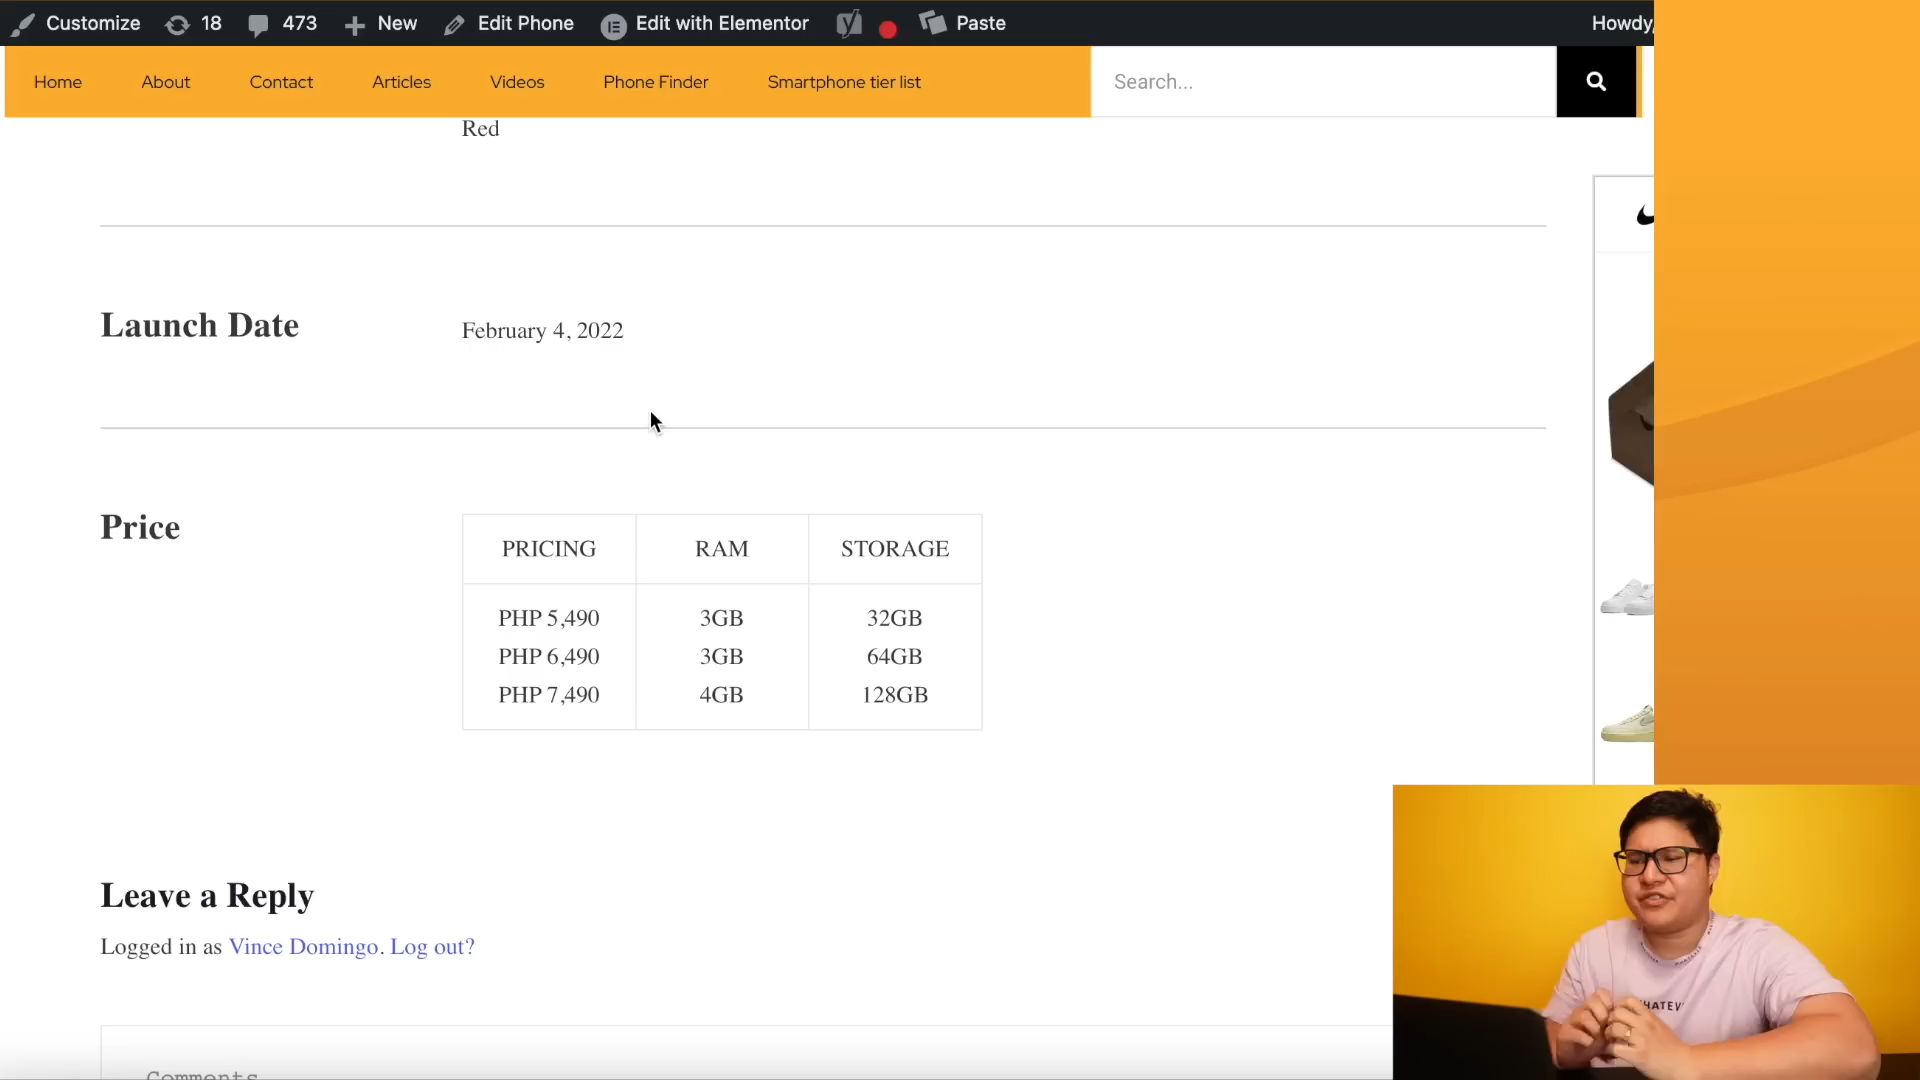 Customize 18 473 New Edit Phone Edit with Elementor Paste Howdy,
Home About Contact Articles Videos Phone Finder Smartphone tier list Search...
Red
Launch Date February 4, 2022
Price
PRICING RAM STORAGE
PHP 5,490 3GB 32GB
PHP 6,490 3GB 64GB
PHP 7,490 4GB 128GB
Leave a Reply
Logged in as Vince Domingo. Log out?
Comments